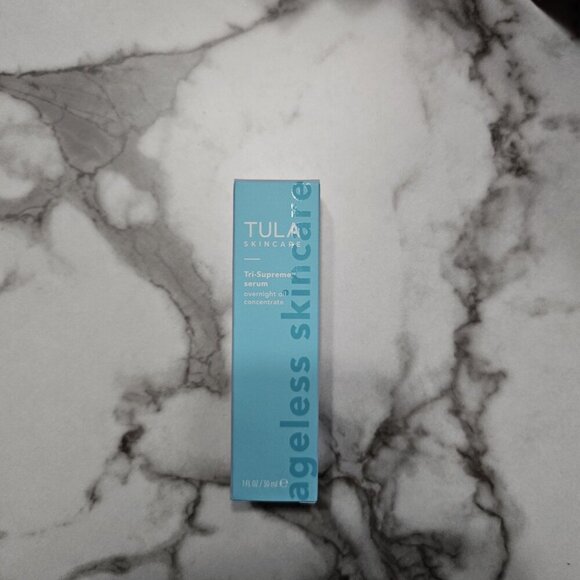 TULA
SKINCARE
Tri-Supreme
serum
overnight oil
concentrate
1 FL OZ / 30 ml ℮
ageless skincare